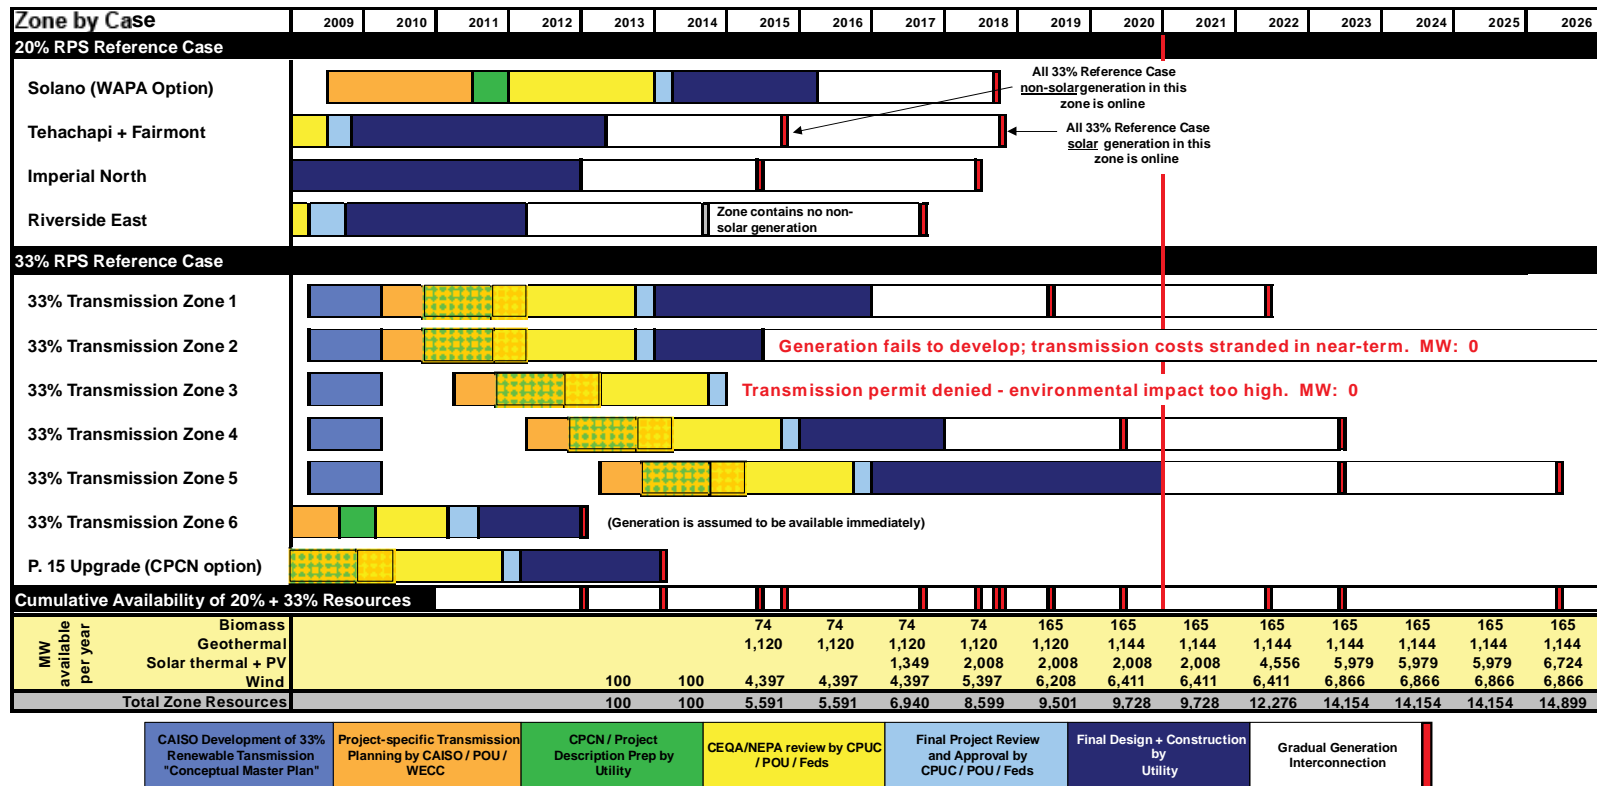 Zone by Case 2009 2010 2011 2012 2013 2014 2015 2016 2017 2018 2019 2020 2021 2022 2023 2024 2025 2026
20% RPS Reference Case
Solano (WAPA Option)
All 33% Reference Case
non-solargeneration in this
zone is online
Tehachapi + Fairmont
All 33% Reference Case
solar generation in this
zone is online
Imperial North
Riverside East
Zone contains no non-
solar generation
33% RPS Reference Case
33% Transmission Zone 1
33% Transmission Zone 2
Generation fails to develop; transmission costs stranded in near-term. MW: 0
33% Transmission Zone 3
Transmission permit denied - environmental impact too high. MW: 0
33% Transmission Zone 4
33% Transmission Zone 5
33% Transmission Zone 6
(Generation is assumed to be available immediately)
P. 15 Upgrade (CPCN option)
Cumulative Availability of 20% + 33% Resources
MW
available
per year
Biomass 74 74 74 74 165 165 165 165 165 165 165 165
Geothermal 1,120 1,120 1,120 1,120 1,120 1,144 1,144 1,144 1,144 1,144 1,144 1,144
Solar thermal + PV 1,349 2,008 2,008 2,008 2,008 4,556 5,979 5,979 5,979 6,724
Wind 100 100 4,397 4,397 4,397 5,397 6,208 6,411 6,411 6,411 6,866 6,866 6,866 6,866
Total Zone Resources 100 100 5,591 5,591 6,940 8,599 9,501 9,728 9,728 12,276 14,154 14,154 14,154 14,899
CAISO Development of 33%
Renewable Tansmission
"Conceptual Master Plan"
Project-specific Transmission
Planning by CAISO / POU /
WECC
CPCN / Project
Description Prep by
Utility
CEQA/NEPA review by CPUC
/ POU / Feds
Final Project Review
and Approval by
CPUC / POU / Feds
Final Design + Construction
by
Utility
Gradual Generation
Interconnection